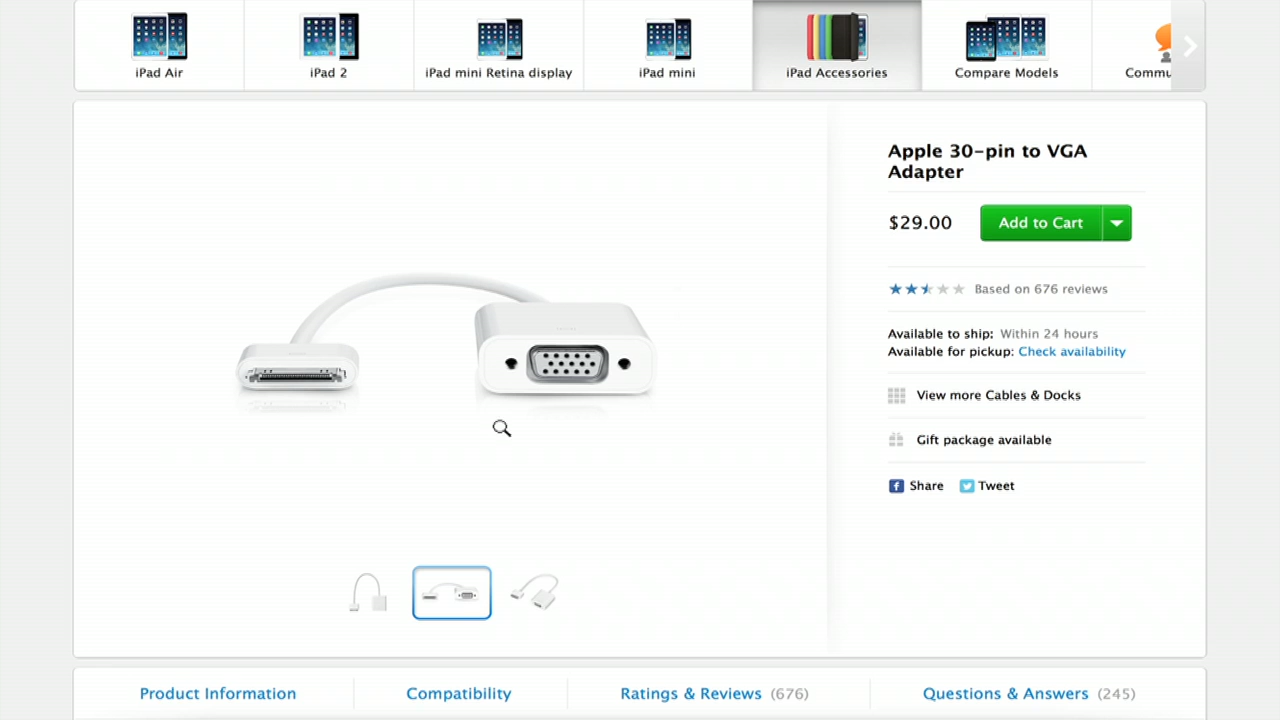 iPad Air
iPad 2
iPad mini Retina display
iPad mini
iPad Accessories
Compare Models
Commu
Apple 30-pin to VGA
Adapter
$29.00
Add to Cart
Based on 676 reviews
Available to ship: Within 24 hours
Available for pickup: Check availability
View more Cables & Docks
Gift package available
Share
Tweet
Product Information
Compatibility
Ratings & Reviews (676)
Questions & Answers (245)